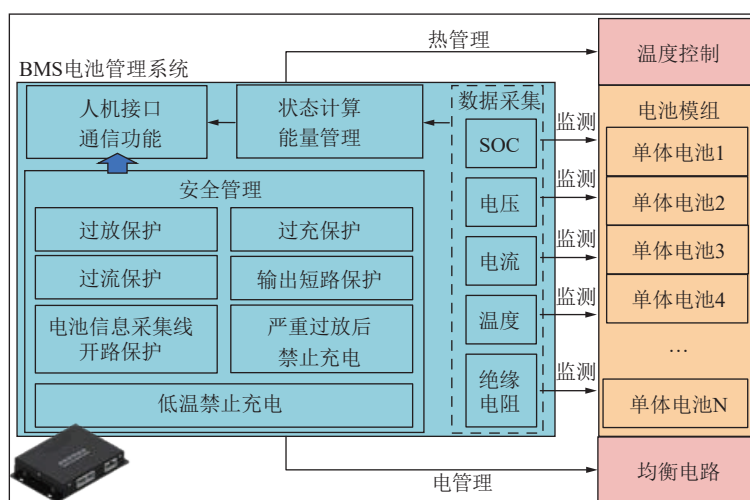 热管理
温度控制
BMS电池管理系统
人机接口
通信功能
状态计算
能量管理
数据采集
SOC
电压
电流
温度
绝缘
电阻
监测
监测
监测
监测
监测
电池模组
单体电池1
单体电池2
单体电池3
单体电池4
…
单体电池N
安全管理
过放保护
过充保护
过流保护
输出短路保护
电池信息采集线
开路保护
严重过放后
禁止充电
低温禁止充电
电管理
均衡电路